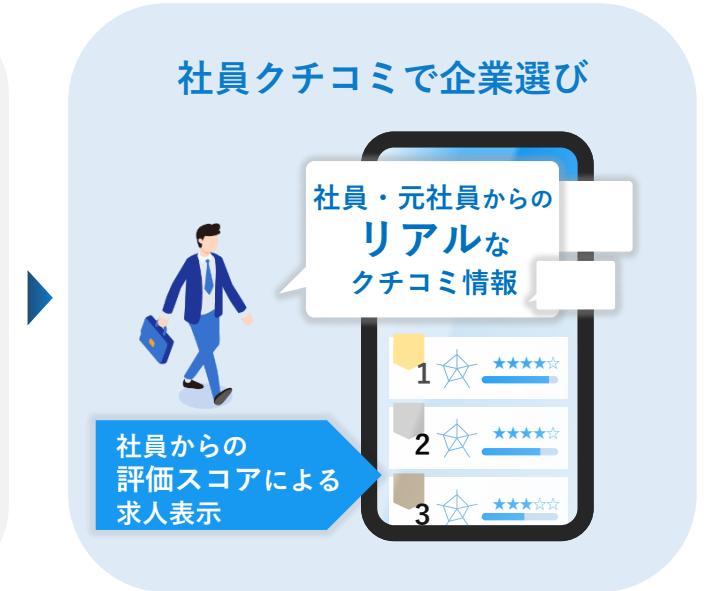 社員クチコミで企業選び
社員・元社員からの
リアルな
クチコミ情報
1 ★★★★☆
2 ★★★★☆
3 ★★★☆☆
社員からの
評価スコアによる
求人表示